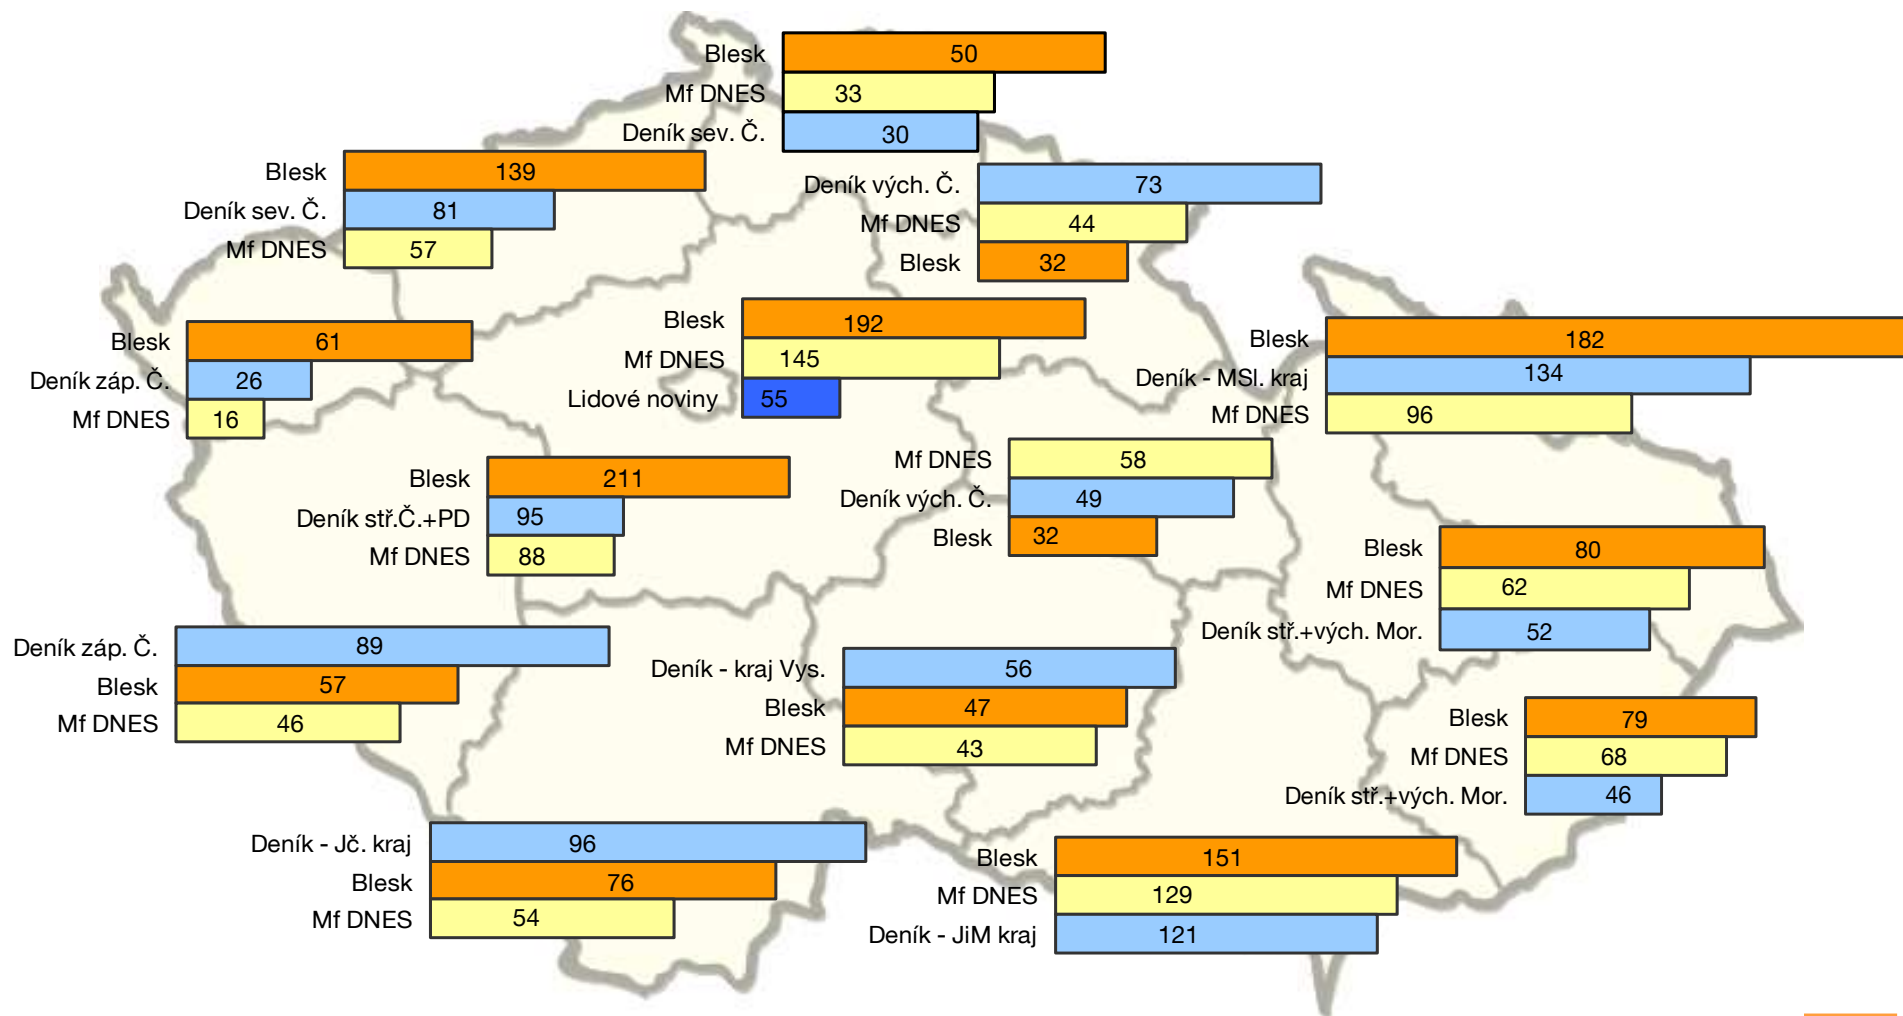 Blesk 50
Mf DNES 33
Deník sev. Č. 30
Blesk 139
Deník sev. Č. 81
Mf DNES 57
Deník vých. Č. 73
Mf DNES 44
Blesk 32
Blesk 61
Deník záp. Č. 26
Mf DNES 16
Blesk 192
Mf DNES 145
Lidové noviny 55
Blesk 182
Deník - MSl. kraj 134
Mf DNES 96
Blesk 211
Deník stř.Č.+PD 95
Mf DNES 88
Mf DNES 58
Deník vých. Č. 49
Blesk 32
Blesk 80
Mf DNES 62
Deník stř.+vých. Mor. 52
Deník záp. Č. 89
Blesk 57
Mf DNES 46
Deník - kraj Vys. 56
Blesk 47
Mf DNES 43
Blesk 79
Mf DNES 68
Deník stř.+vých. Mor. 46
Deník - Jč. kraj 96
Blesk 76
Mf DNES 54
Blesk 151
Mf DNES 129
Deník - JiM kraj 121